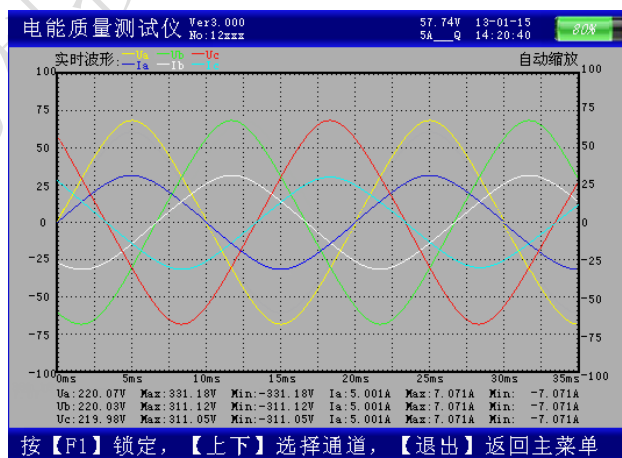 电能质量测试仪 Ver3.000 57.74V 13-01-15
No:12xxx 5A__Q 14:20:40 80%
实时波形: Ua Ub Uc 自动缩放
Ia Ib Ic
100 100
75 75
50 50
25 25
0 0
-25 -25
-50 -50
-75 -75
-100 -100
0ms 5ms 10ms 15ms 20ms 25ms 30ms 35ms
Ua:220.07V Max:331.18V Min:-331.18V Ia:5.001A Max:7.071A Min: -7.071A
Ub:220.03V Max:311.12V Min:-311.12V Ia:5.001A Max:7.071A Min: -7.071A
Uc:219.98V Max:311.05V Min:-311.05V Ia:5.001A Max:7.071A Min: -7.071A
按【F1】锁定，【上下】选择通道，【退出】返回主菜单